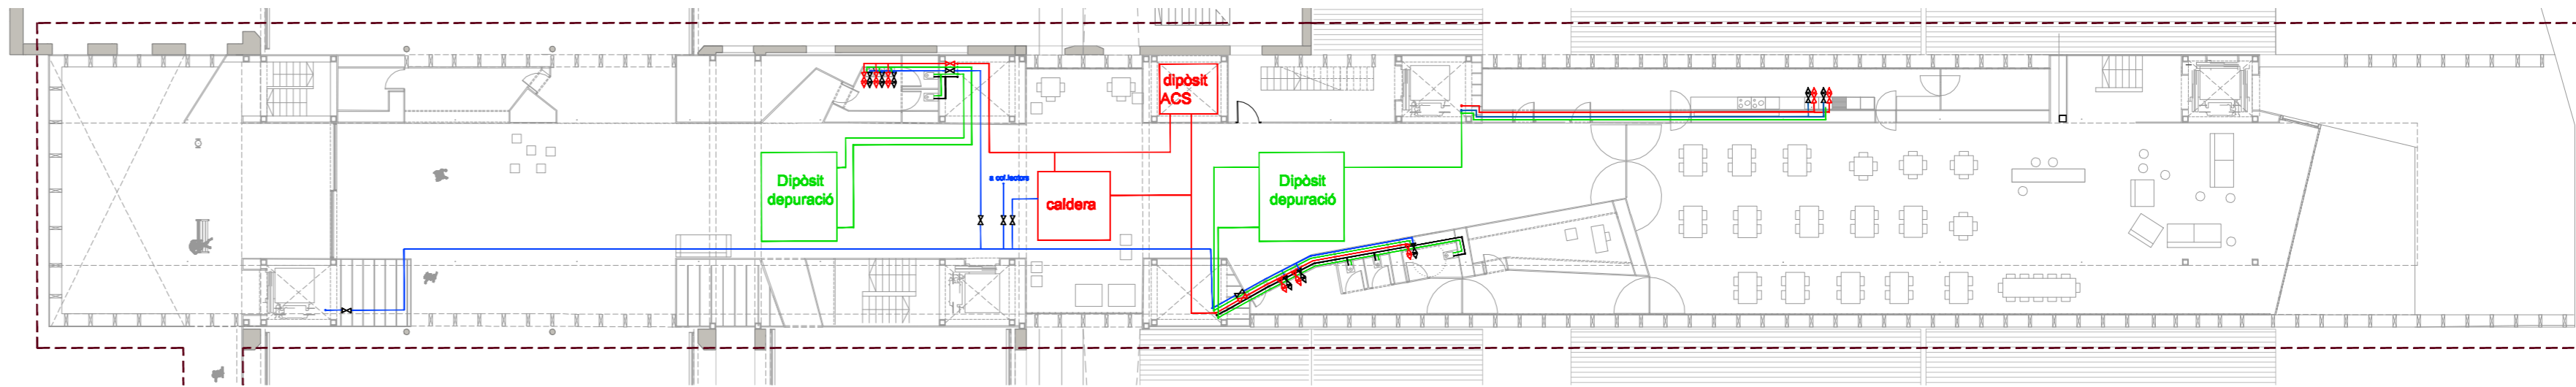 dipòsit
ACS
Dipòsit
depuració
a col.lectors
caldera
Dipòsit
depuració